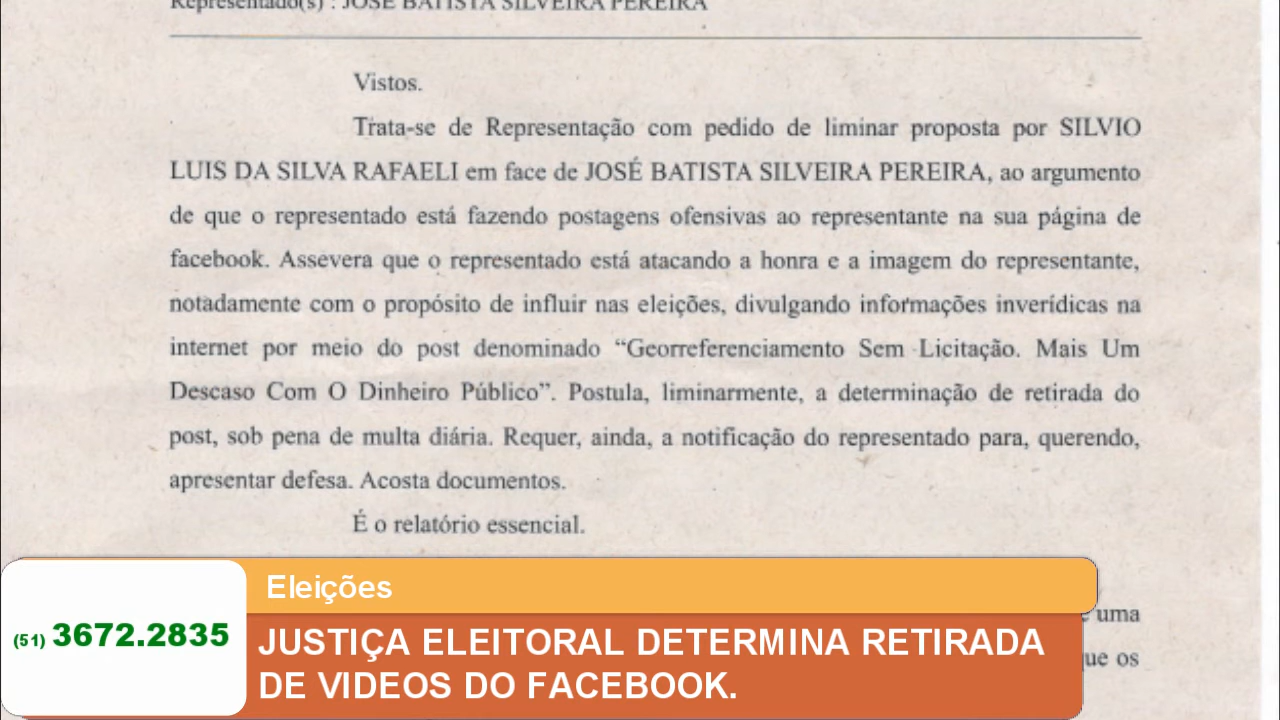 Representado(s) : JOSÉ BATISTA SILVEIRA PEREIRA
Vistos.
Trata-se de Representação com pedido de liminar proposta por SILVIO
LUIS DA SILVA RAFAELI em face de JOSÉ BATISTA SILVEIRA PEREIRA, ao argumento
de que o representado está fazendo postagens ofensivas ao representante na sua página de
facebook. Assevera que o representado está atacando a honra e a imagem do representante,
notadamente com o propósito de influir nas eleições, divulgando informações inverídicas na
internet por meio do post denominado “Georreferenciamento Sem Licitação. Mais Um
Descaso Com O Dinheiro Público”. Postula, liminarmente, a determinação de retirada do
post, sob pena de multa diária. Requer, ainda, a notificação do representado para, querendo,
apresentar defesa. Acosta documentos.
É o relatório essencial.
uma
que os
Eleições
(51) 3672.2835
JUSTIÇA ELEITORAL DETERMINA RETIRADA
DE VIDEOS DO FACEBOOK.